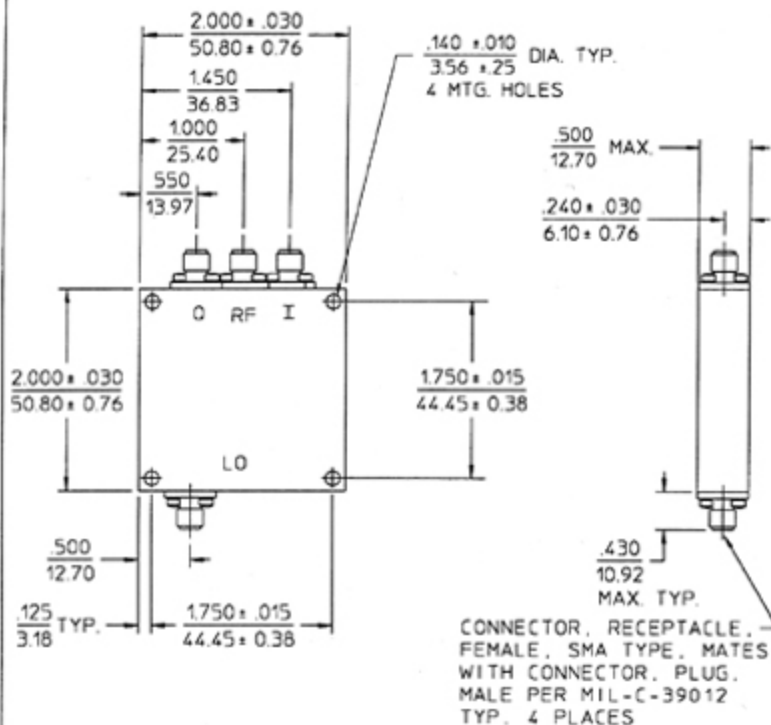 2.000 ± .030
50.80 ± 0.76
1.450
36.83
1.000
25.40
.550
13.97
.140 ±.010 DIA. TYP.
3.56 ±.25
4 MTG. HOLES
.500 MAX.
12.70
.240 ± .030
6.10 ± 0.76
Q RF I
2.000 ± .030
50.80 ± 0.76
1.750 ± .015
44.45 ± 0.38
LO
.500
12.70
.125 TYP.
3.18
1.750 ± .015
44.45 ± 0.38
.430
10.92
MAX. TYP.
CONNECTOR, RECEPTACLE,
FEMALE, SMA TYPE. MATES
WITH CONNECTOR, PLUG,
MALE PER MIL-C-39012
TYP. 4 PLACES